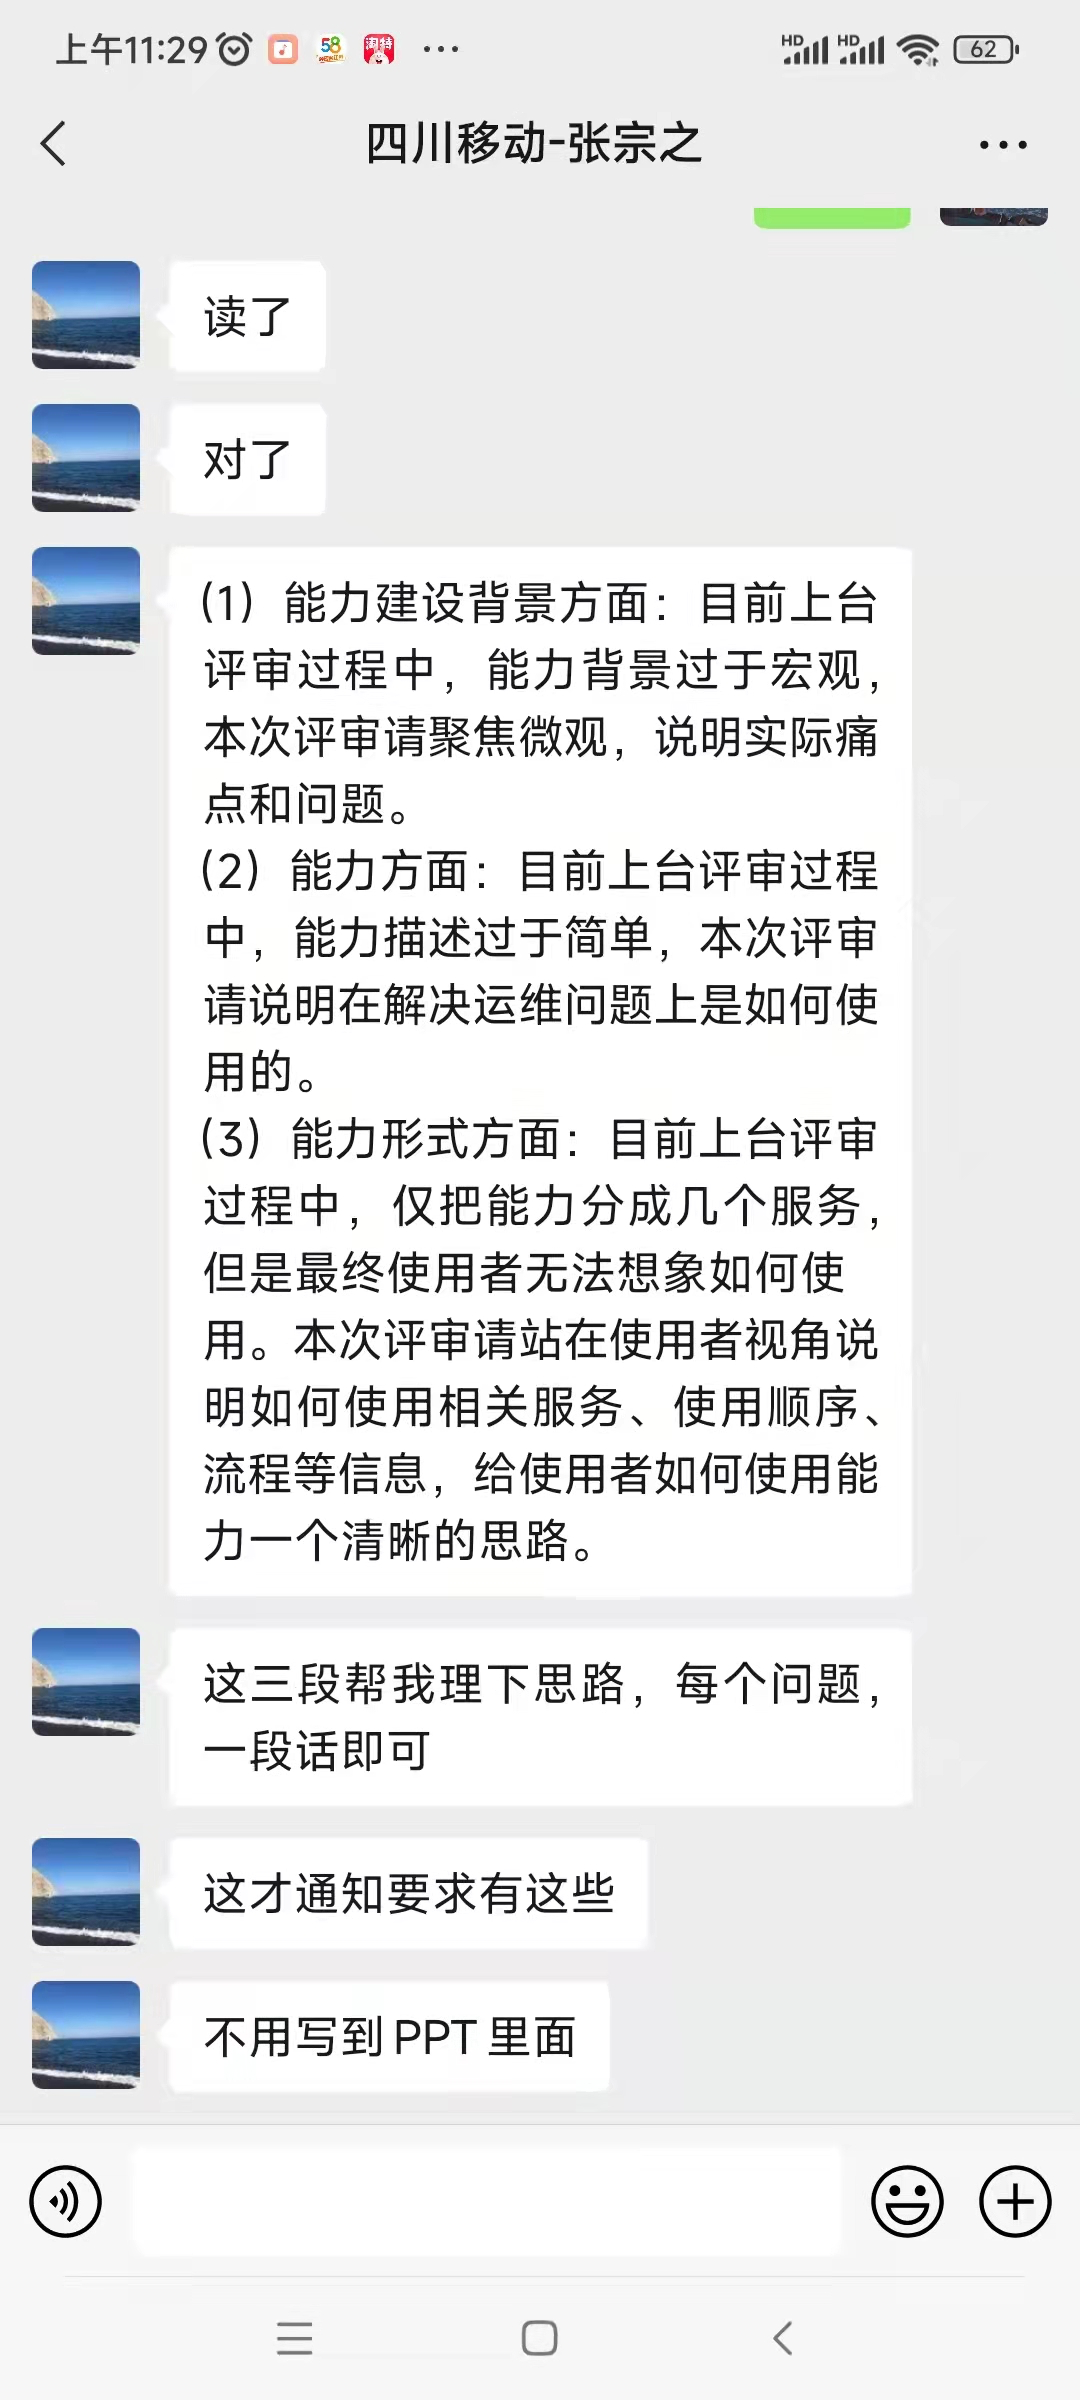 上午11:29
58
淘特
HD
HD
62
四川移动-张宗之
读了
对了
(1)能力建设背景方面：目前上台
评审过程中，能力背景过于宏观，
本次评审请聚焦微观，说明实际痛
点和问题。
(2)能力方面：目前上台评审过程
中，能力描述过于简单，本次评审
请说明在解决运维问题上是如何使
用的。
(3)能力形式方面：目前上台评审
过程中，仅把能力分成几个服务，
但是最终使用者无法想象如何使
用。本次评审请站在使用者视角说
明如何使用相关服务、使用顺序、
流程等信息，给使用者如何使用能
力一个清晰的思路。
这三段帮我理下思路，每个问题，
一段话即可
这才通知要求有这些
不用写到PPT里面